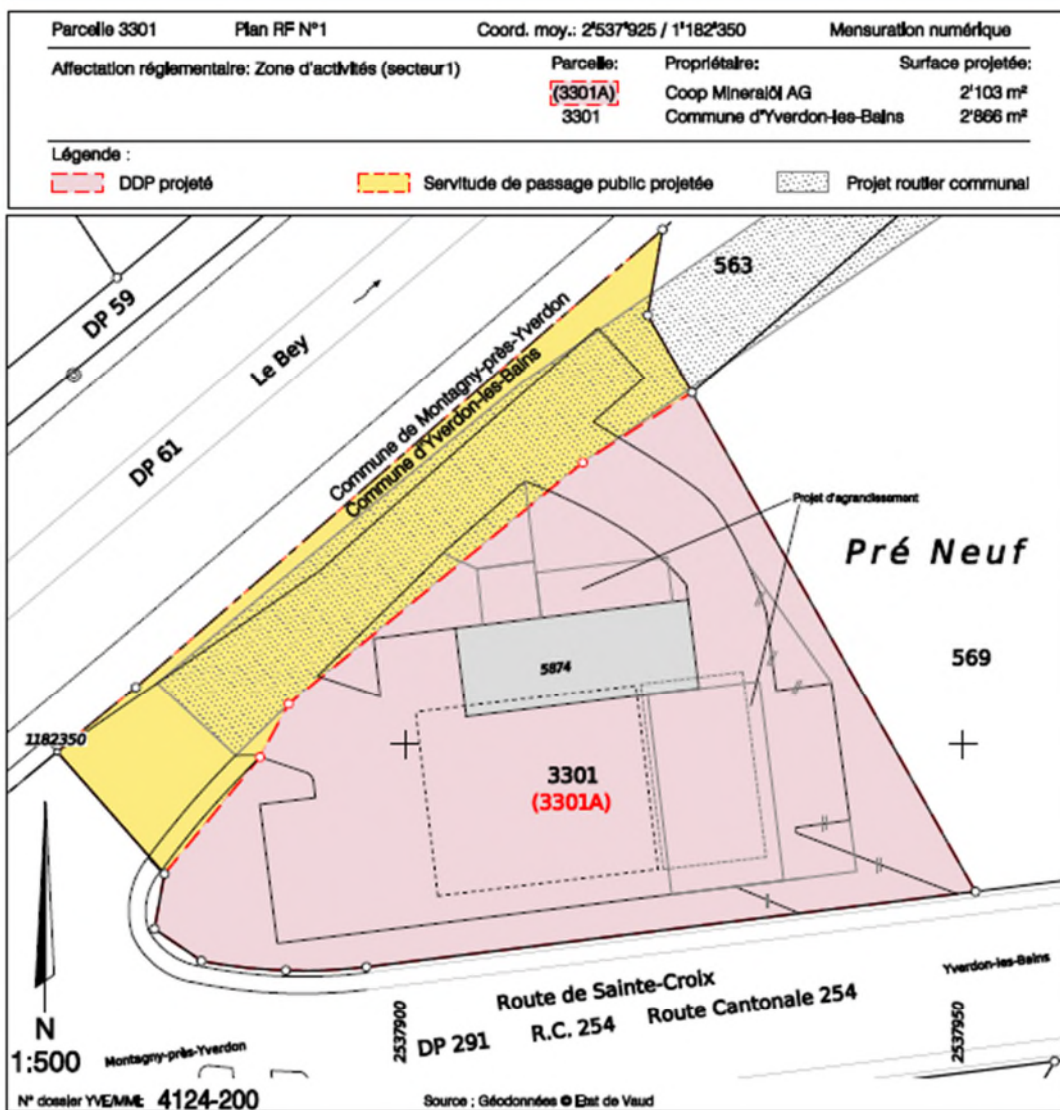 Parcelle 3301 Plan RF N°1 Coord. moy.: 2'537'925 / 1'182'350 Mensuration numérique
Affectation réglementaire: Zone d'activités (secteur1) Parcelle: Propriétaire: Surface projetée:
(3301A) Coop Mineralöl AG 2'103 m²
3301 Commune d'Yverdon-les-Bains 2'866 m²
Légende :
DDP projeté Servitude de passage public projetée Projet routier communal
563
DP 59
Le Bey
Commune de Montagny-près-Yverdon
Commune d'Yverdon-les-Bains
DP 61
Projet d'agrandissement
Pré Neuf
569
5874
1182350
3301
(3301A)
Yverdon-les-Bains
Route de Sainte-Croix
2537900
DP 291 R.C. 254 Route Cantonale 254
2537950
N
1:500 Montagny-près-Yverdon
N° dossier YVE/MML: 4124-200 Source : Géodonnées © Etat de Vaud